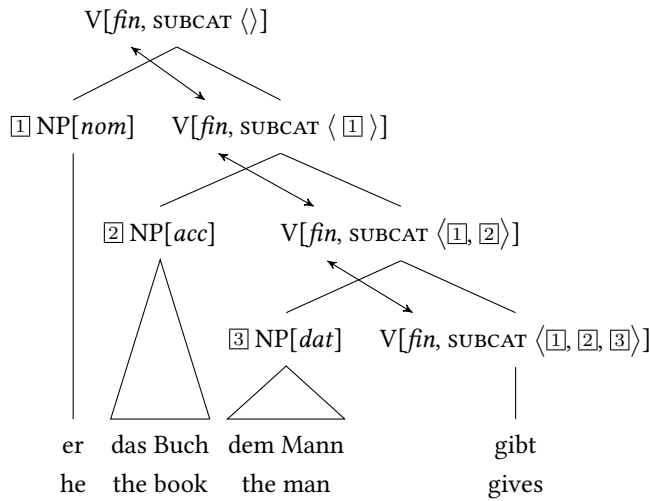 V[fin, SUBCAT ⟨⟩]
1 NP[nom] V[fin, SUBCAT ⟨ 1 ⟩]
2 NP[acc] V[fin, SUBCAT ⟨1, 2⟩]
3 NP[dat] V[fin, SUBCAT ⟨1, 2, 3⟩]
er das Buch dem Mann gibt
he the book the man gives